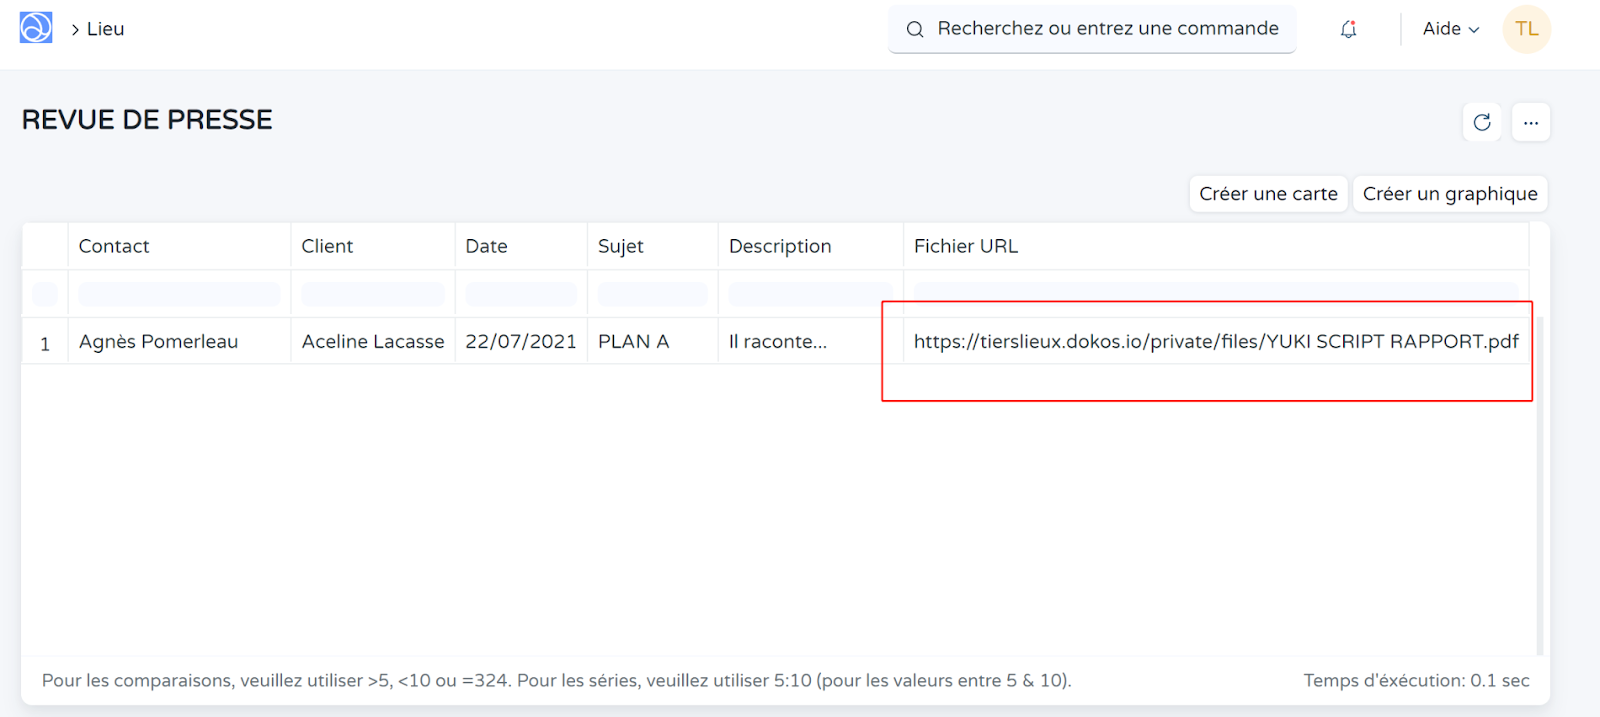 > Lieu
Recherchez ou entrez une commande
Aide
TL
REVUE DE PRESSE
...
Créer une carte
Créer un graphique
Contact Client Date Sujet Description Fichier URL
1 Agnès Pomerleau Aceline Lacasse 22/07/2021 PLAN A Il raconte... https://tierslieux.dokos.io/private/files/YUKI SCRIPT RAPPORT.pdf
Pour les comparaisons, veuillez utiliser >5, <10 ou =324. Pour les séries, veuillez utiliser 5:10 (pour les valeurs entre 5 & 10).
Temps d'éxécution: 0.1 sec